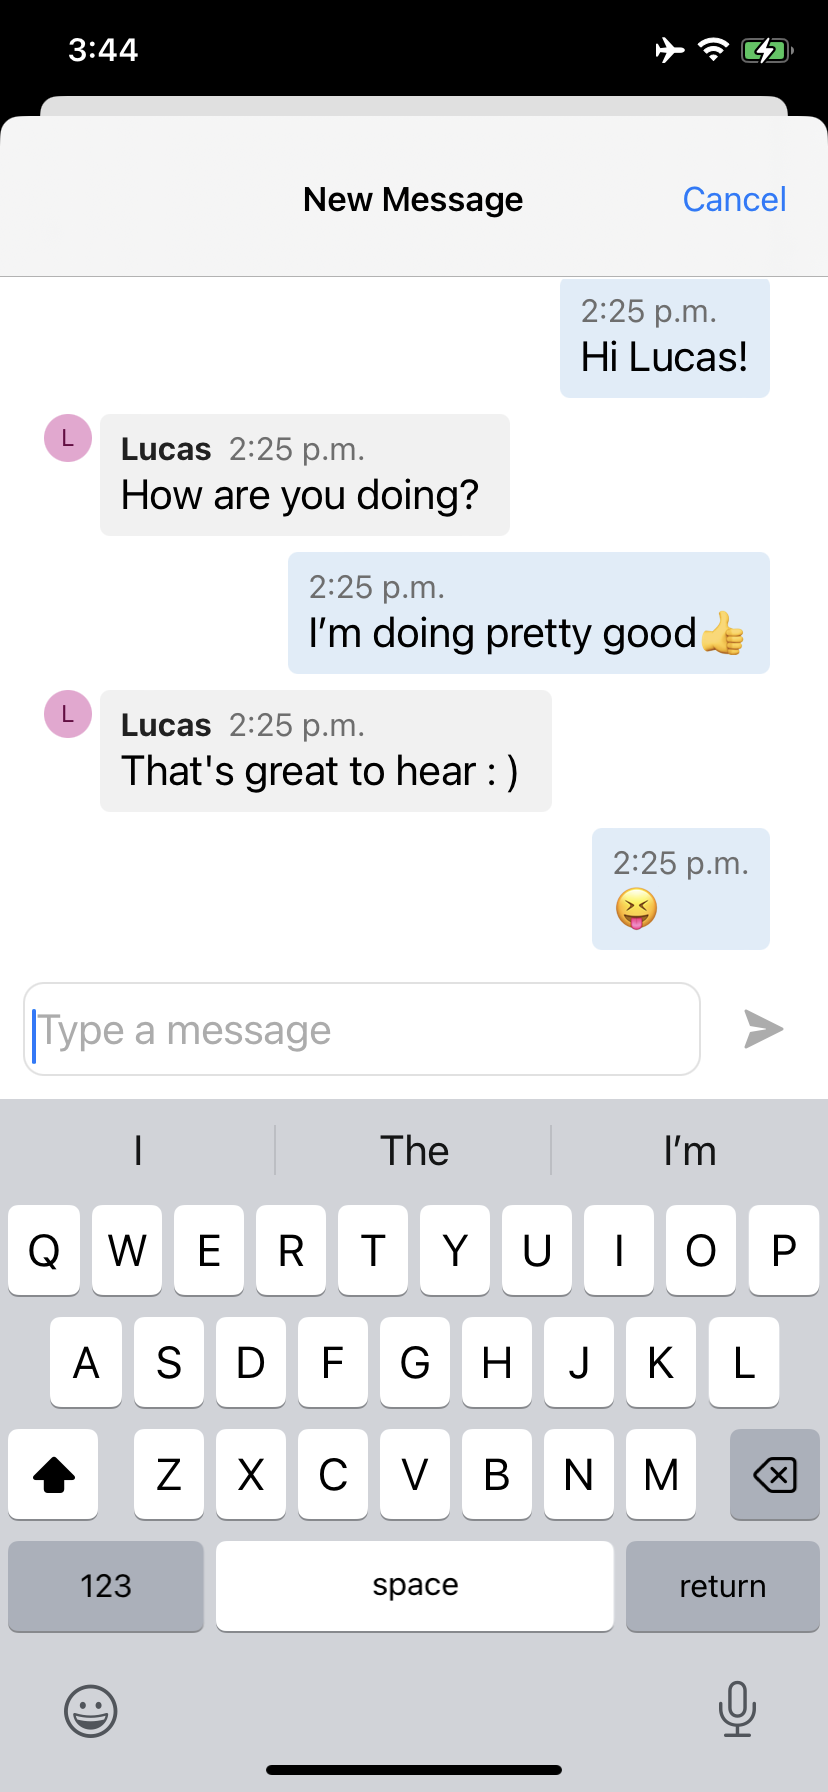 3:44
New Message
Cancel
2:25 p.m.
Hi Lucas!
L
Lucas 2:25 p.m.
How are you doing?
2:25 p.m.
I’m doing pretty good👍
L
Lucas 2:25 p.m.
That's great to hear : )
2:25 p.m.
😝
Type a message
I The I’m
Q W E R T Y U I O P
A S D F G H J K L
Z X C V B N M
123 space return